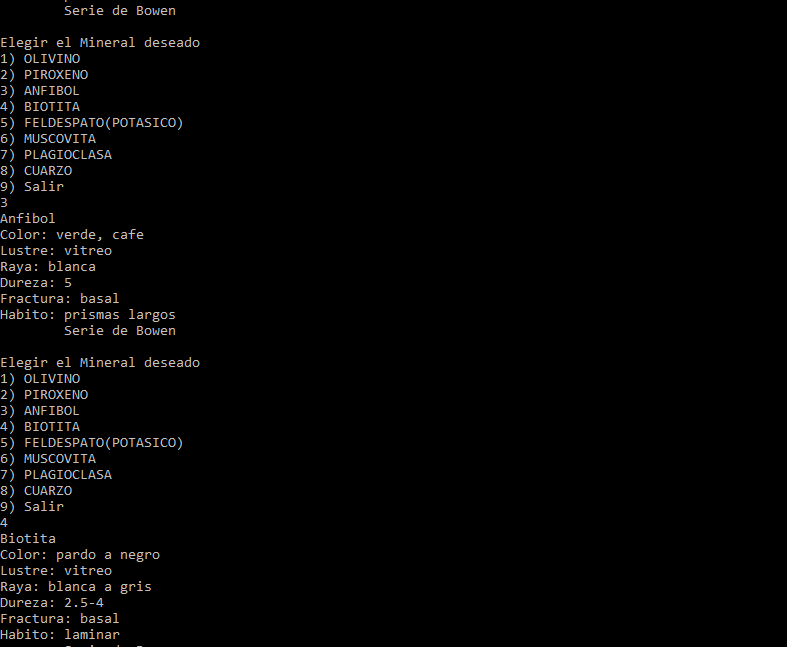 Serie de Bowen
Elegir el Mineral deseado
1) OLIVINO
2) PIROXENO
3) ANFIBOL
4) BIOTITA
5) FELDESPATO(POTASICO)
6) MUSCOVITA
7) PLAGIOCLASA
8) CUARZO
9) Salir
3
Anfibol
Color: verde, cafe
Lustre: vitreo
Raya: blanca
Dureza: 5
Fractura: basal
Habito: prismas largos
Serie de Bowen
Elegir el Mineral deseado
1) OLIVINO
2) PIROXENO
3) ANFIBOL
4) BIOTITA
5) FELDESPATO(POTASICO)
6) MUSCOVITA
7) PLAGIOCLASA
8) CUARZO
9) Salir
4
Biotita
Color: pardo a negro
Lustre: vitreo
Raya: blanca a gris
Dureza: 2.5-4
Fractura: basal
Habito: laminar